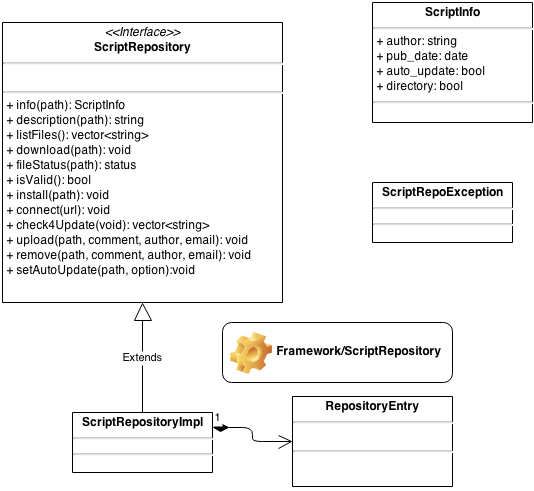 <<Interface>>
ScriptRepository
+ info(path): ScriptInfo
+ description(path): string
+ listFiles(): vector<string>
+ download(path): void
+ fileStatus(path): status
+ isValid(): bool
+ install(path): void
+ connect(url): void
+ check4Update(void): vector<string>
+ upload(path, comment, author, email): void
+ remove(path, comment, author, email): void
+ setAutoUpdate(path, option):void
ScriptInfo
+ author: string
+ pub_date: date
+ auto_update: bool
+ directory: bool
ScriptRepoException
Extends
Framework/ScriptRepository
ScriptRepositoryImpl
1
RepositoryEntry